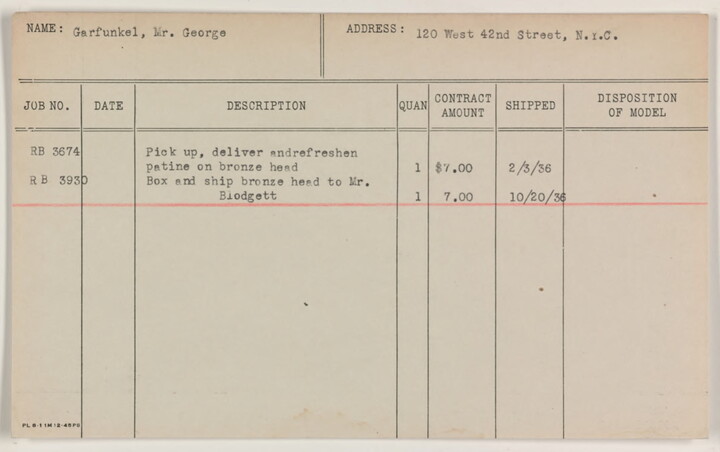 NAME: Garfunkel, Mr. George
ADDRESS: 120 West 42nd Street, N.Y.C.
JOB NO. DATE DESCRIPTION QUAN CONTRACT AMOUNT SHIPPED DISPOSITION OF MODEL
RB 3674 Pick up, deliver andrefreshen
patine on bronze head 1 $7.00 2/3/36
RB 3930 Box and ship bronze head to Mr.
Blodgett 1 7.00 10/20/36